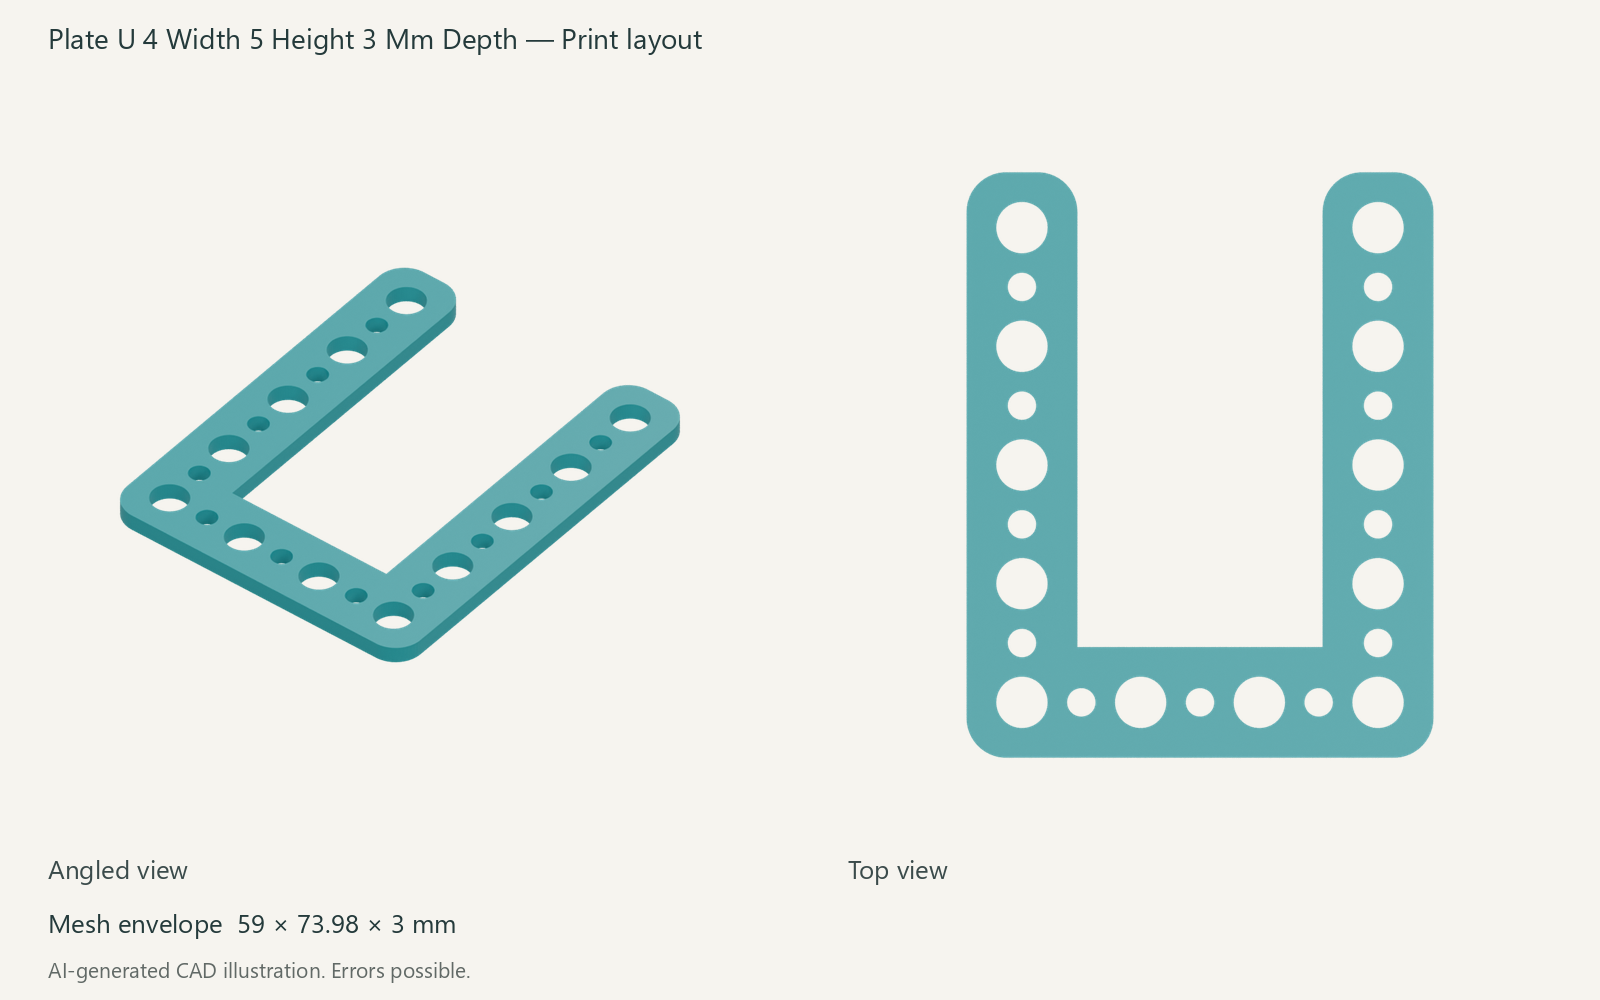 Plate U 4 Width 5 Height 3 Mm Depth — Print layout
Angled view
Top view
Mesh envelope  59 × 73.98 × 3 mm
AI-generated CAD illustration. Errors possible.